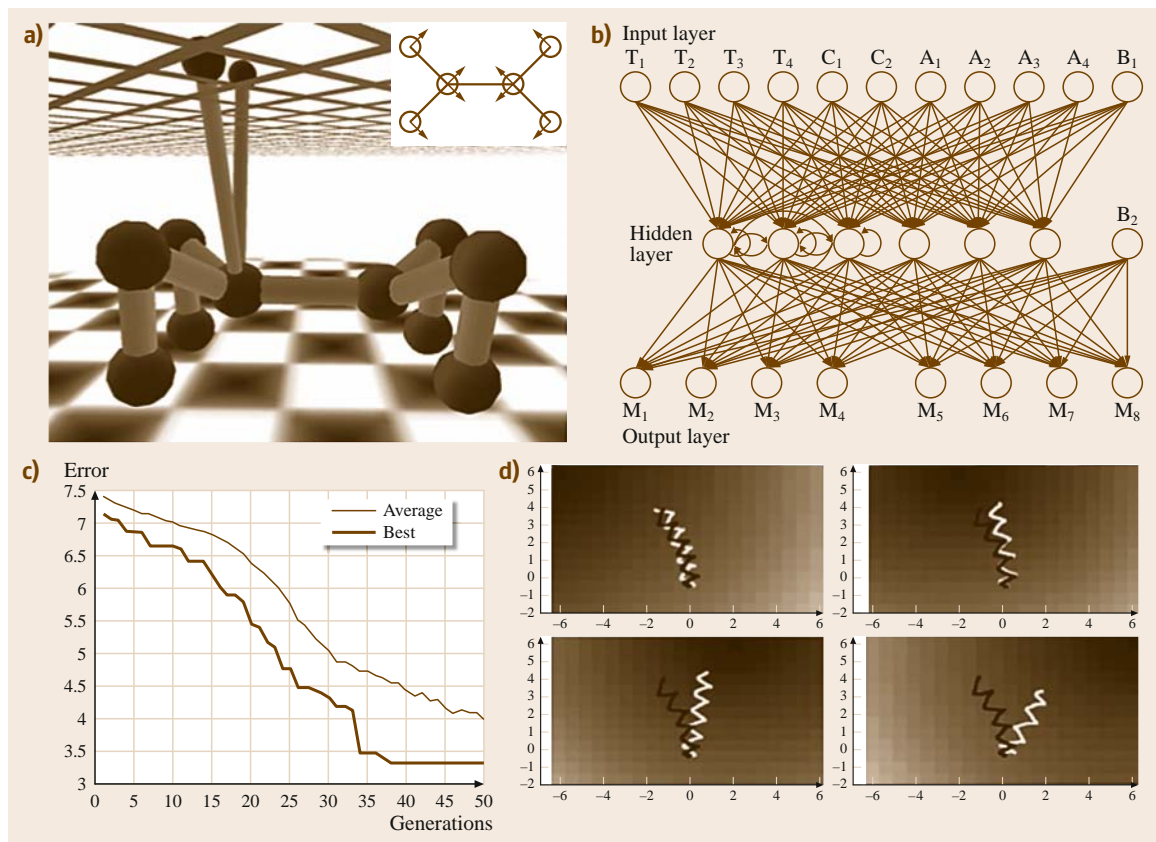 a)
b)
Input layer
T1 T2 T3 T4 C1 C2 A1 A2 A3 A4 B1
Hidden
layer
B2
M1 M2 M3 M4 M5 M6 M7 M8
Output layer
c)
Error
7.5
7
6.5
6
5.5
5
4.5
4
3.5
3
0 5 10 15 20 25 30 35 40 45 50
Generations
Average
Best
d)
6
5
4
3
2
1
0
–1
–2
–6 –4 –2 0 2 4 6
6
5
4
3
2
1
0
–1
–2
–6 –4 –2 0 2 4 6
6
5
4
3
2
1
0
–1
–2
–6 –4 –2 0 2 4 6
6
5
4
3
2
1
0
–1
–2
–6 –4 –2 0 2 4 6